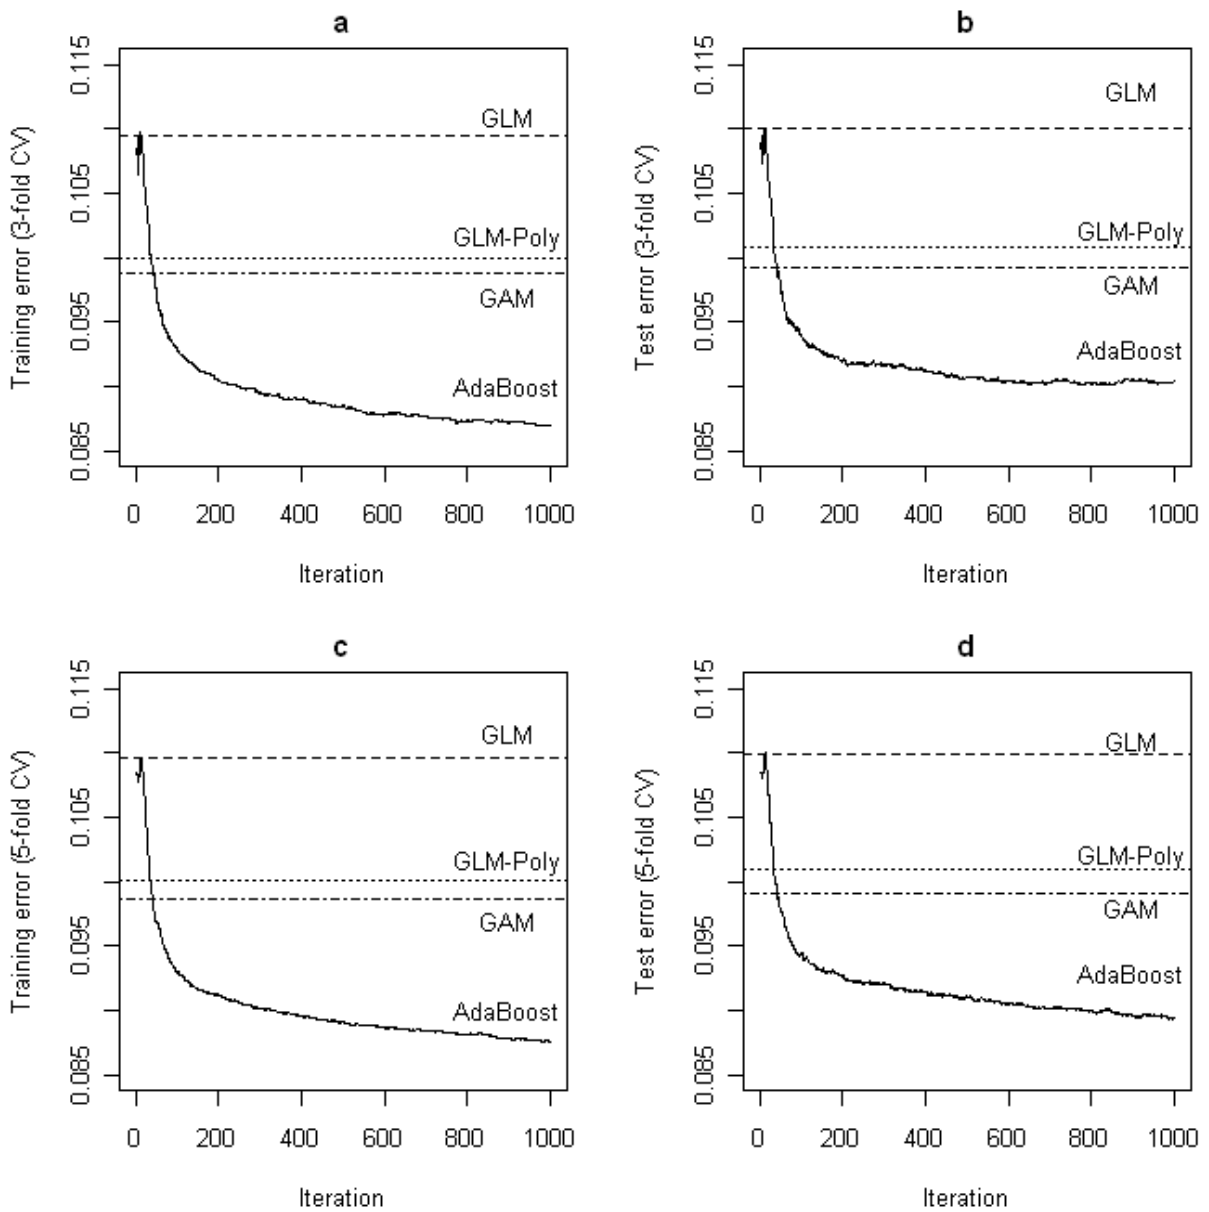 a
Training error (3-fold CV)
0.115
0.105
0.095
0.085
GLM
GLM-Poly
GAM
AdaBoost
0 200 400 600 800 1000
Iteration
b
Test error (3-fold CV)
0.115
0.105
0.095
0.085
GLM
GLM-Poly
GAM
AdaBoost
0 200 400 600 800 1000
Iteration
c
Training error (5-fold CV)
0.115
0.105
0.095
0.085
GLM
GLM-Poly
GAM
AdaBoost
0 200 400 600 800 1000
Iteration
d
Test error (5-fold CV)
0.115
0.105
0.095
0.085
GLM
GLM-Poly
GAM
AdaBoost
0 200 400 600 800 1000
Iteration